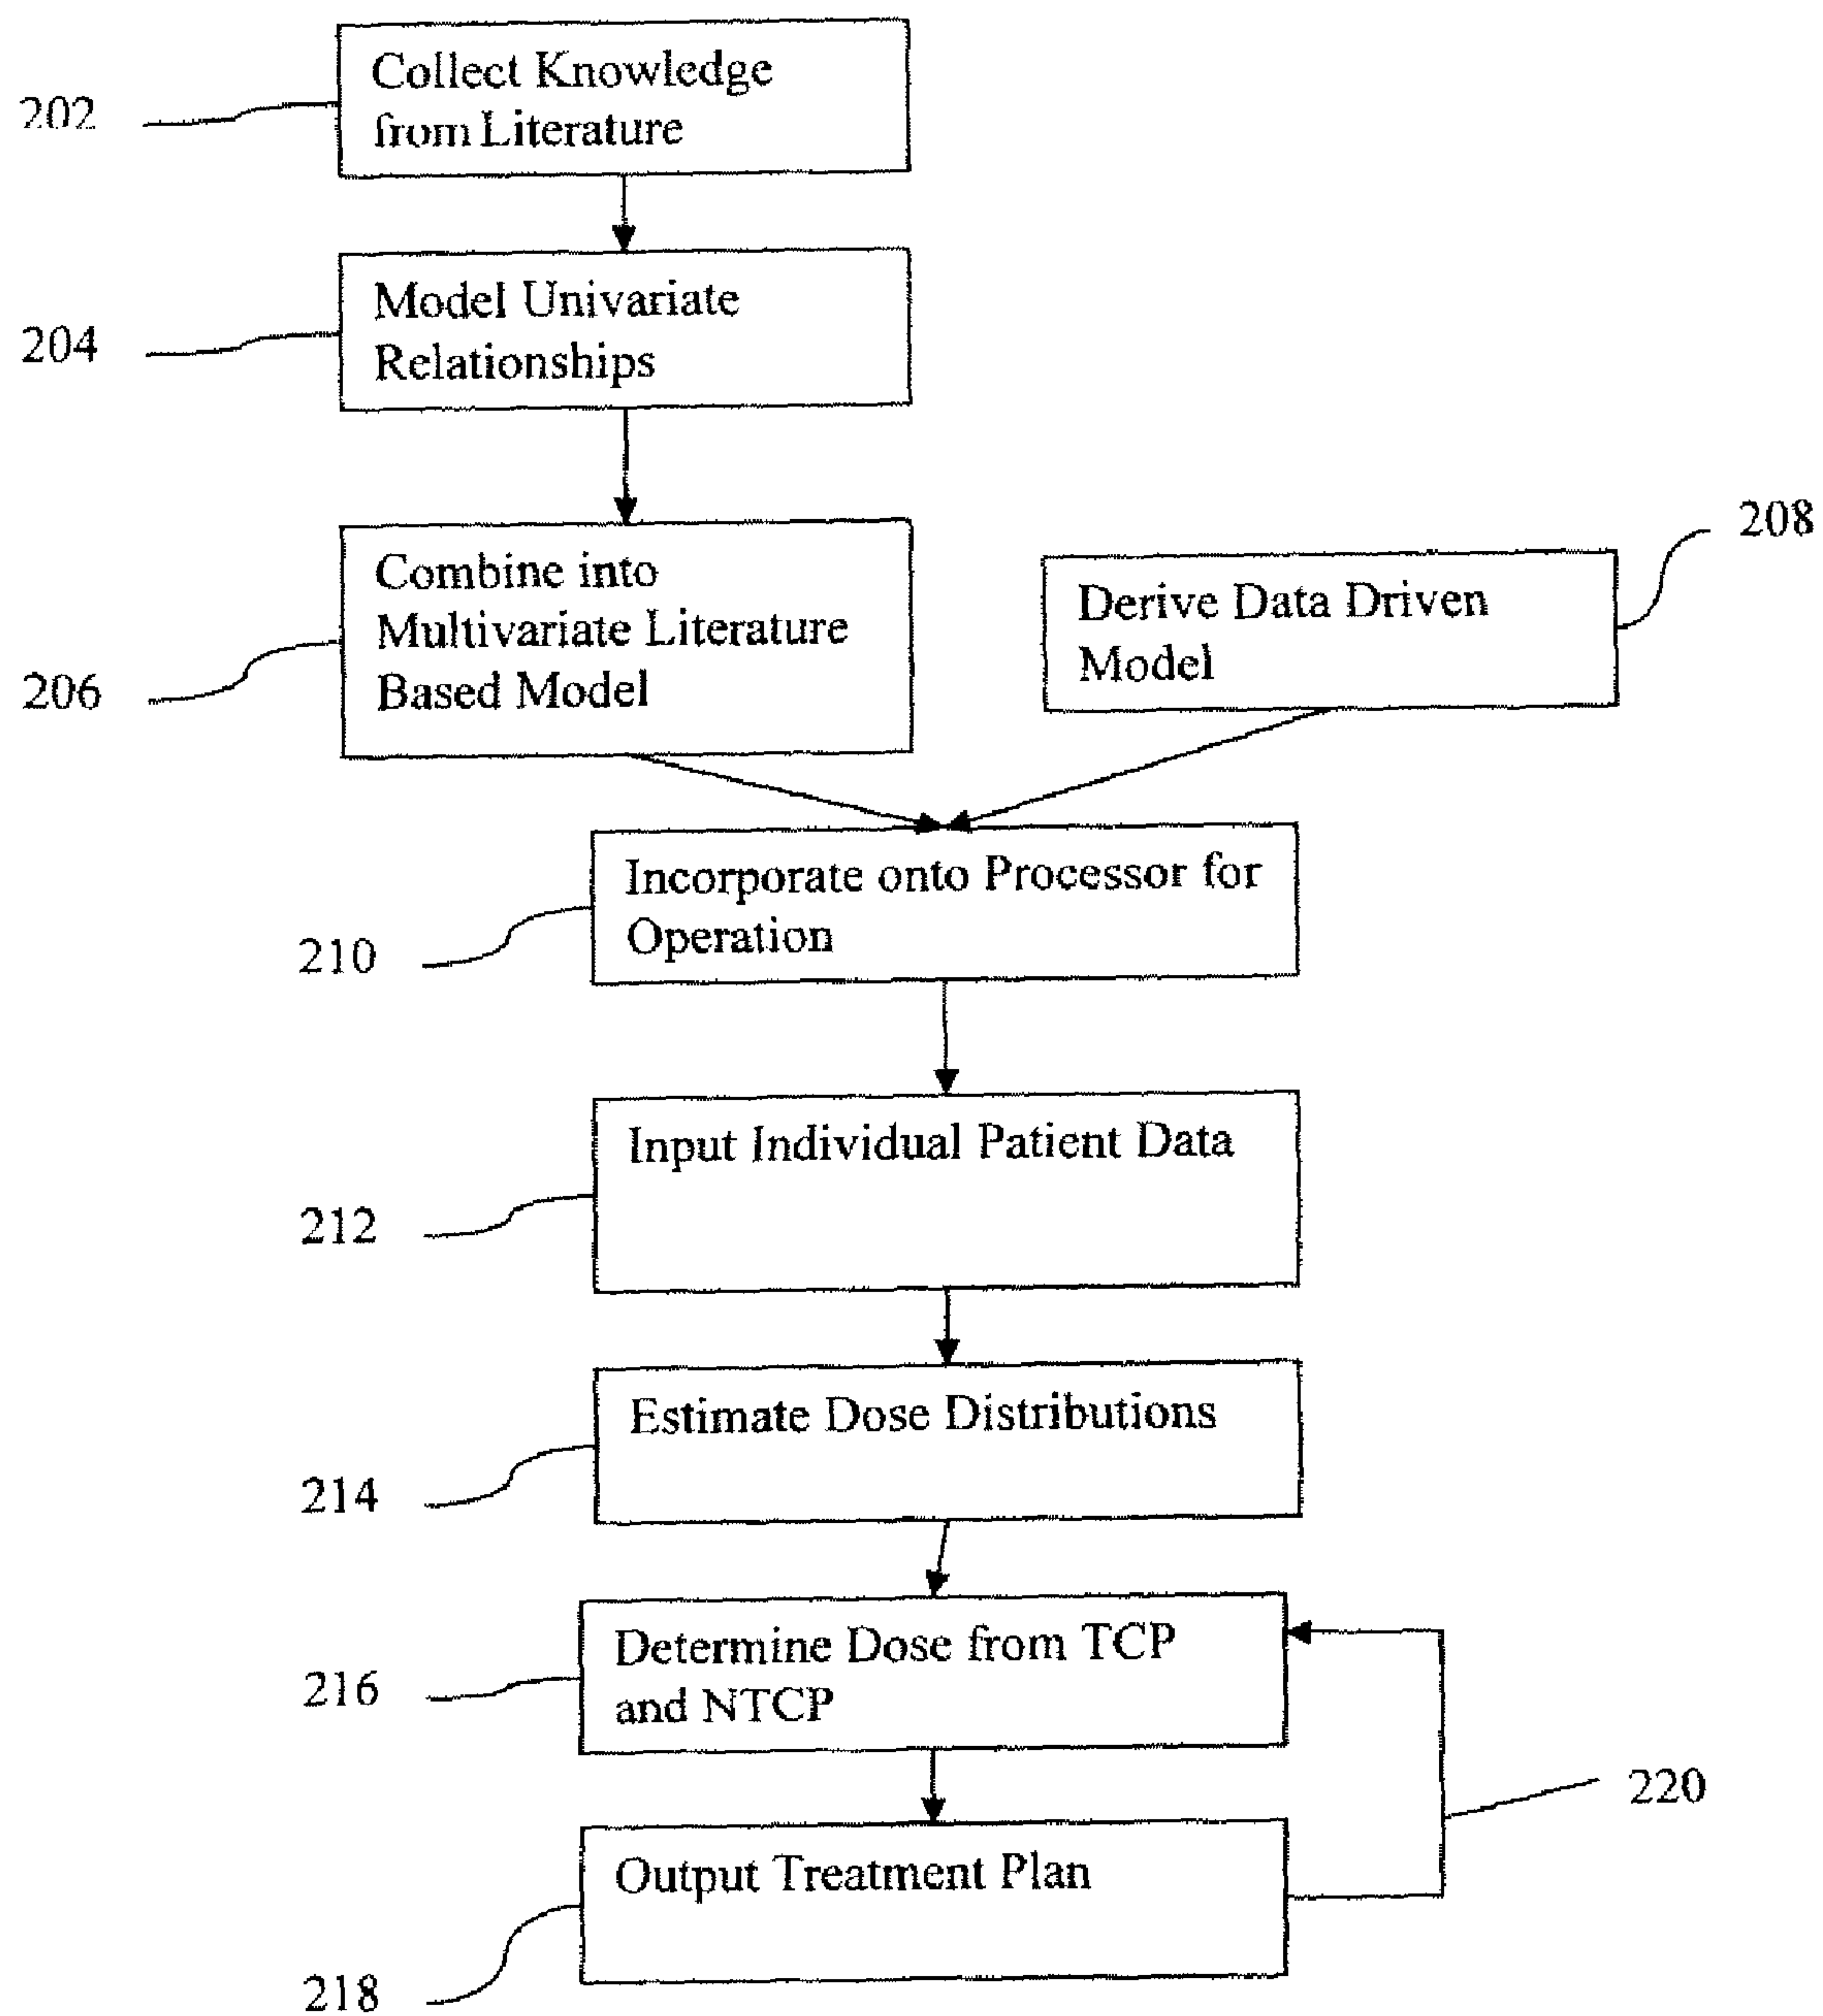 Collect Knowledge
from Literature
202
Model Univariate
Relationships
204
208
Combine into
Multivariate Literature
Based Model
206
Derive Data Driven
Model
Incorporate onto Processor for
Operation
210
Input Individual Patient Data
212
Estimate Dose Distributions
214
Determine Dose from TCP
and NTCP
216
220
Output Treatment Plan
218